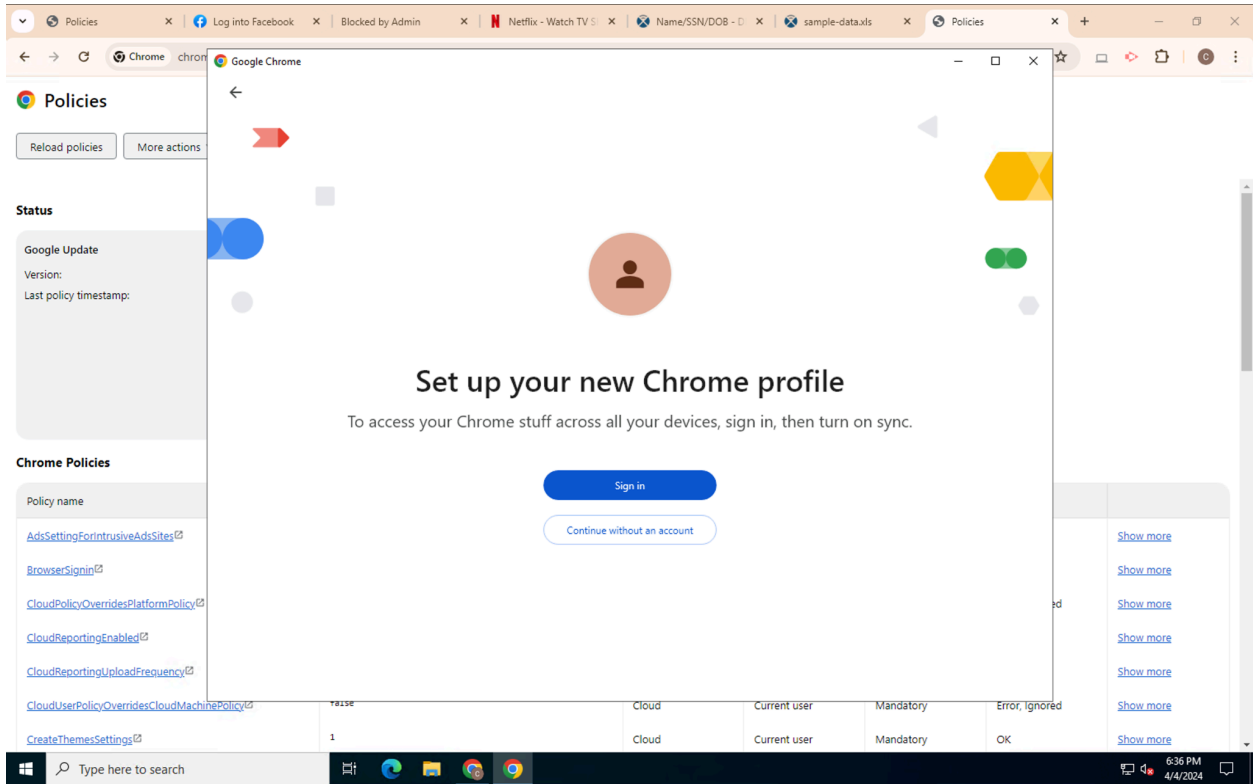 Policies
Log into Facebook
Blocked by Admin
Netflix - Watch TV S
Name/SSN/DOB - D
sample-data.xls
Policies
Chrome chrom
C
Google Chrome
Policies
Reload policies
More actions
Status
Google Update
Version:
Last policy timestamp:
Set up your new Chrome profile
To access your Chrome stuff across all your devices, sign in, then turn on sync.
Sign in
Continue without an account
Chrome Policies
Policy name
AdsSettingForIntrusiveAdsSites Show more
BrowserSignin Show more
CloudPolicyOverridesPlatformPolicy Show more
CloudReportingEnabled Show more
CloudReportingUploadFrequency Show more
CloudUserPolicyOverridesCloudMachinePolicy false Cloud Current user Mandatory Error, Ignored Show more
CreateThemesSettings 1 Cloud Current user Mandatory OK Show more
Type here to search
6:36 PM
4/4/2024